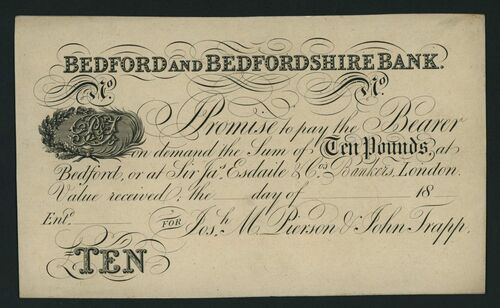 BEDFORD AND BEDFORDSHIRE BANK.
No. No.
Promise to pay the Bearer
on demand the Sum of Ten Pounds, at
Bedford, or at Sir Jas. Esdaile & Cos. Bankers, London.
Value received; the day of 18
Entd. FOR Josh. M. Pierson & John Trapp.
TEN